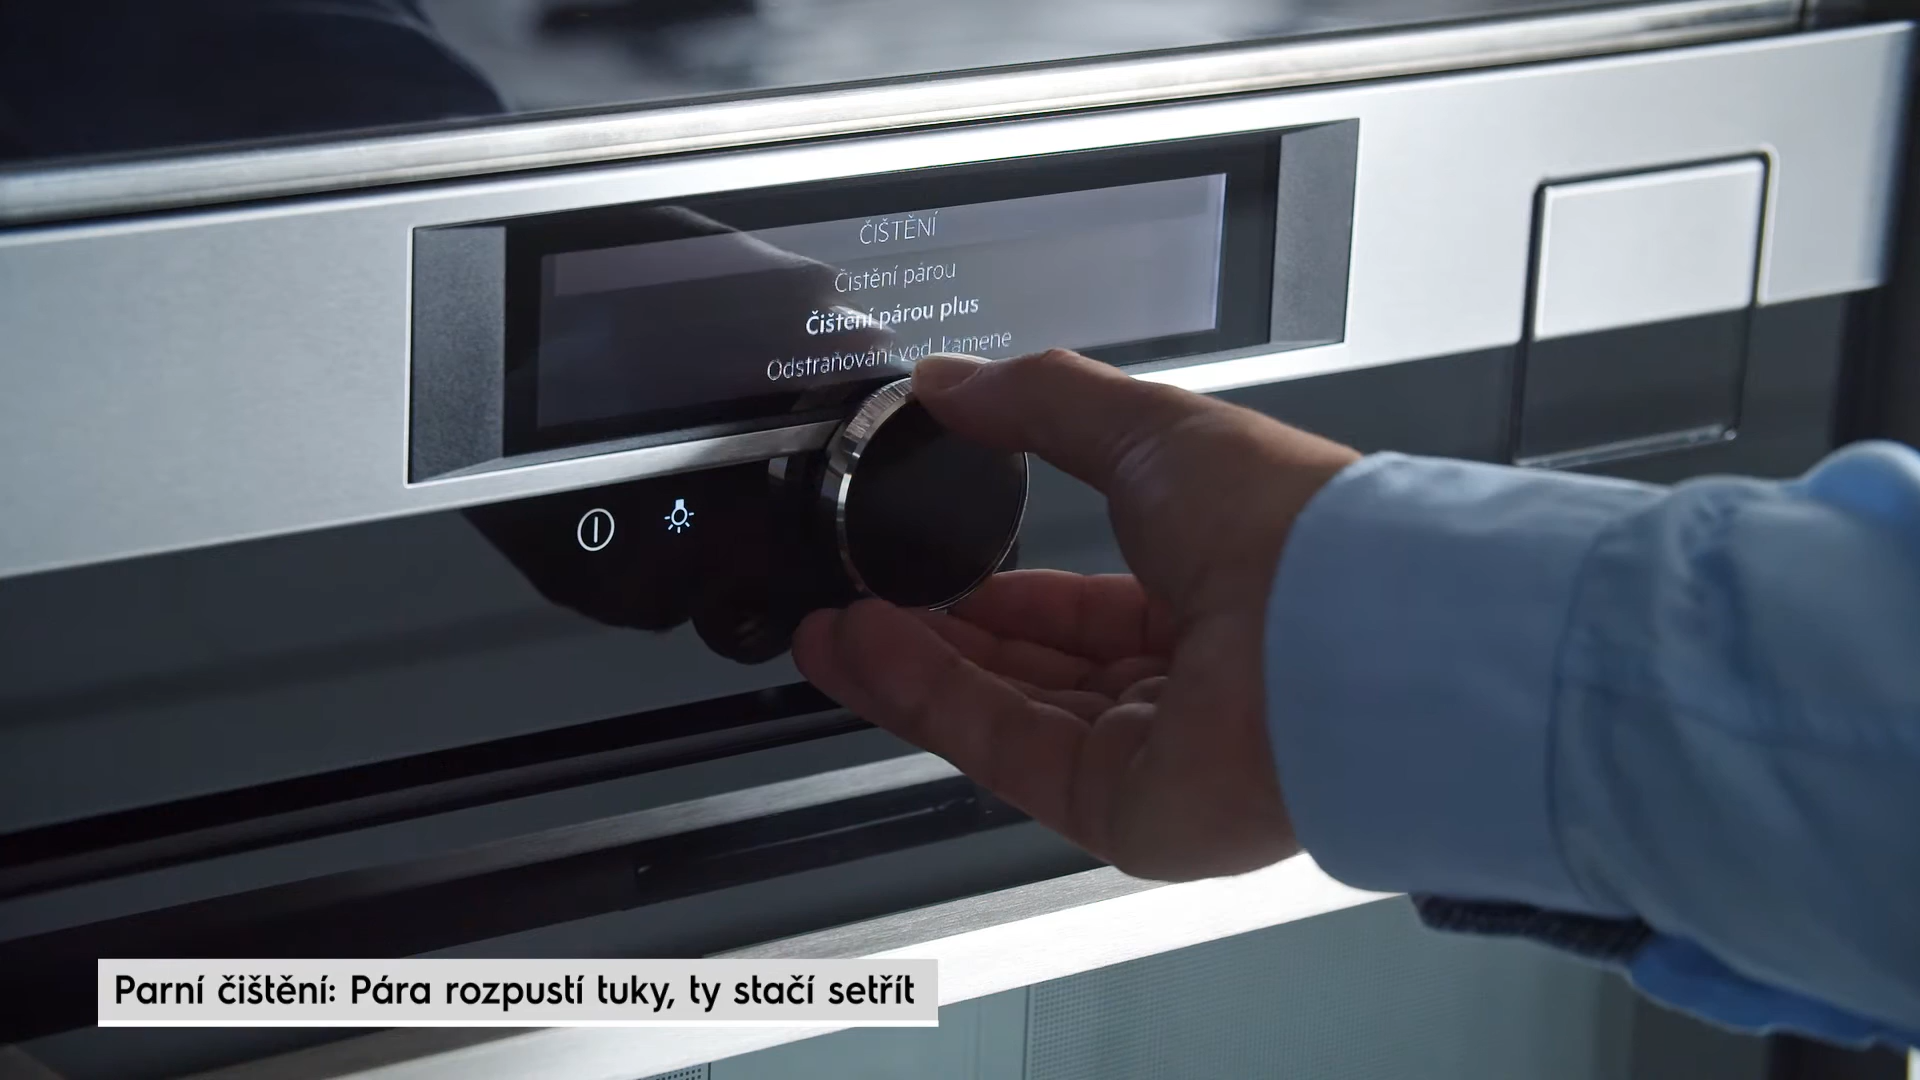 ČIŠTĚNÍ
Čistění párou
Čištění párou plus
Odstraňování vod. kamene
Parní čištění: Pára rozpustí tuky, ty stačí setřít